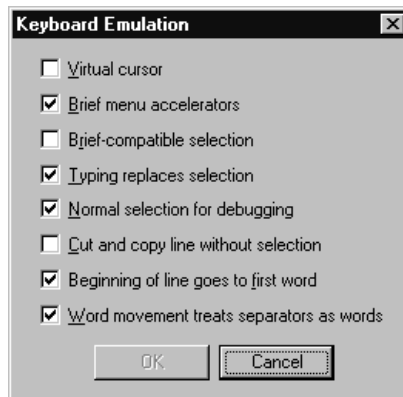 Keyboard Emulation
Virtual cursor
Brief menu accelerators
Brief-compatible selection
Typing replaces selection
Normal selection for debugging
Cut and copy line without selection
Beginning of line goes to first word
Word movement treats separators as words
OK Cancel